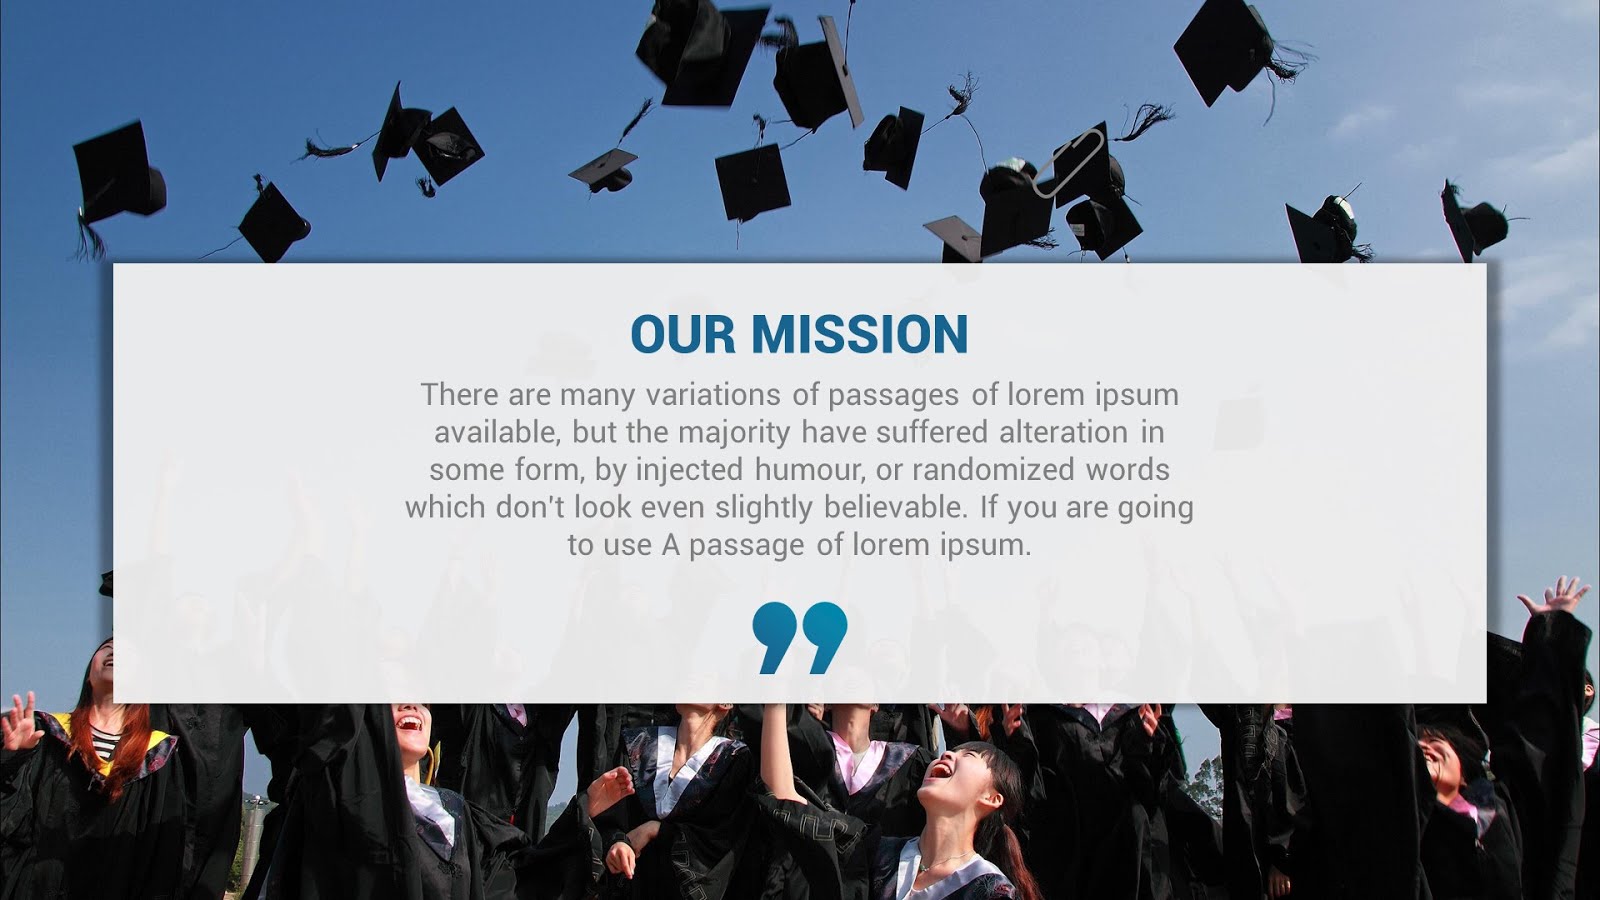 OUR MISSION
There are many variations of passages of lorem ipsum
available, but the majority have suffered alteration in
some form, by injected humour, or randomized words
which don't look even slightly believable. If you are going
to use A passage of lorem ipsum.
”